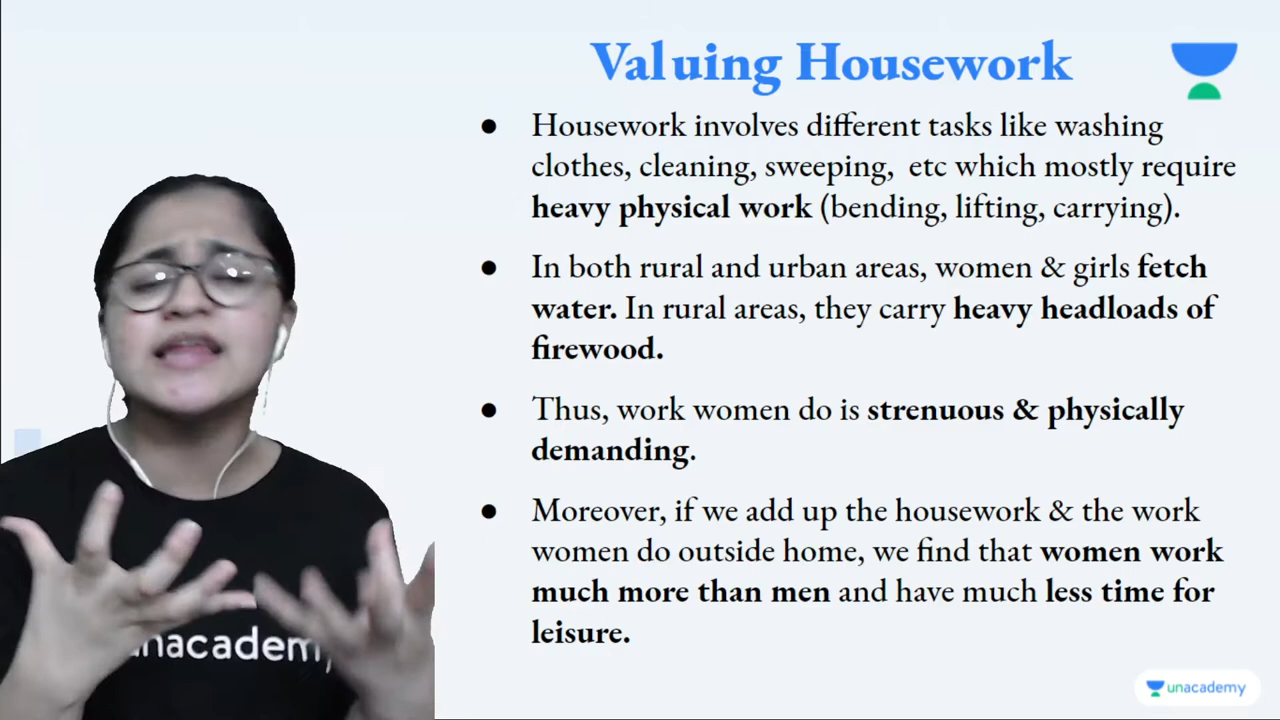 Valuing Housework
● Housework involves different tasks like washing
clothes, cleaning, sweeping, etc which mostly require
heavy physical work (bending, lifting, carrying).
● In both rural and urban areas, women & girls fetch
water. In rural areas, they carry heavy headloads of
firewood.
● Thus, work women do is strenuous & physically
demanding.
● Moreover, if we add up the housework & the work
women do outside home, we find that women work
much more than men and have much less time for
leisure.
unacademy
unacademy